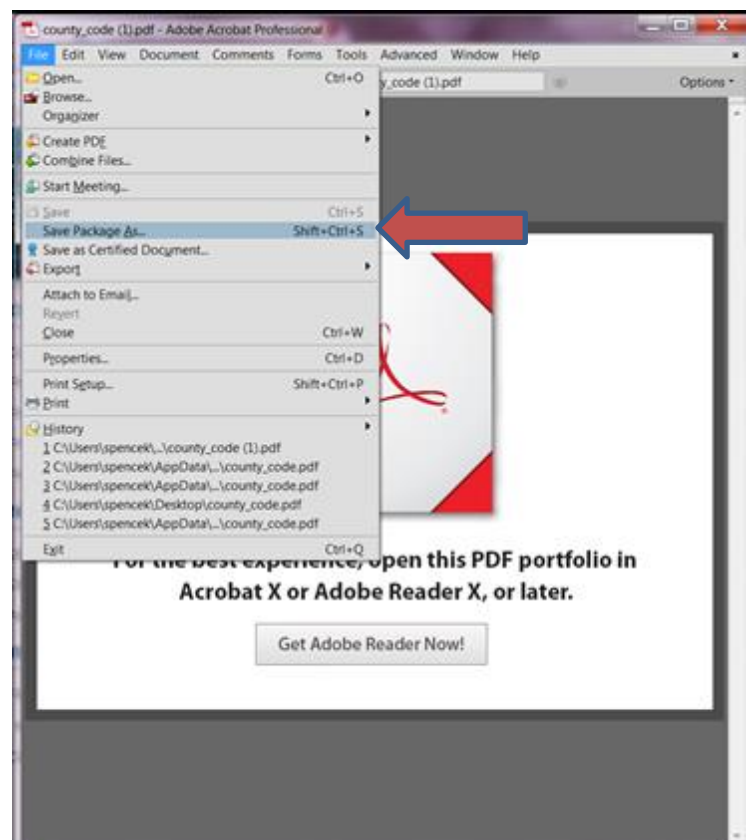 county_code (1).pdf - Adobe Acrobat Professional
File Edit View Document Comments Forms Tools Advanced Window Help
y_code (1).pdf
Options
Open... Ctrl+O
Browse...
Organizer
Create PDF
Combine Files...
Start Meeting...
Save Ctrl+S
Save Package As... Shift+Ctrl+S
Save as Certified Document...
Export
Attach to Email...
Revert
Close Ctrl+W
Properties... Ctrl+D
Print Setup... Shift+Ctrl+P
Print
History
1 C:\Users\spencek\...\county_code (1).pdf
2 C:\Users\spencek\AppData\...\county_code.pdf
3 C:\Users\spencek\AppData\...\county_code.pdf
4 C:\Users\spencek\Desktop\county_code.pdf
5 C:\Users\spencek\AppData\...\county_code.pdf
Exit Ctrl+Q
For the best experience, open this PDF portfolio in
Acrobat X or Adobe Reader X, or later.
Get Adobe Reader Now!